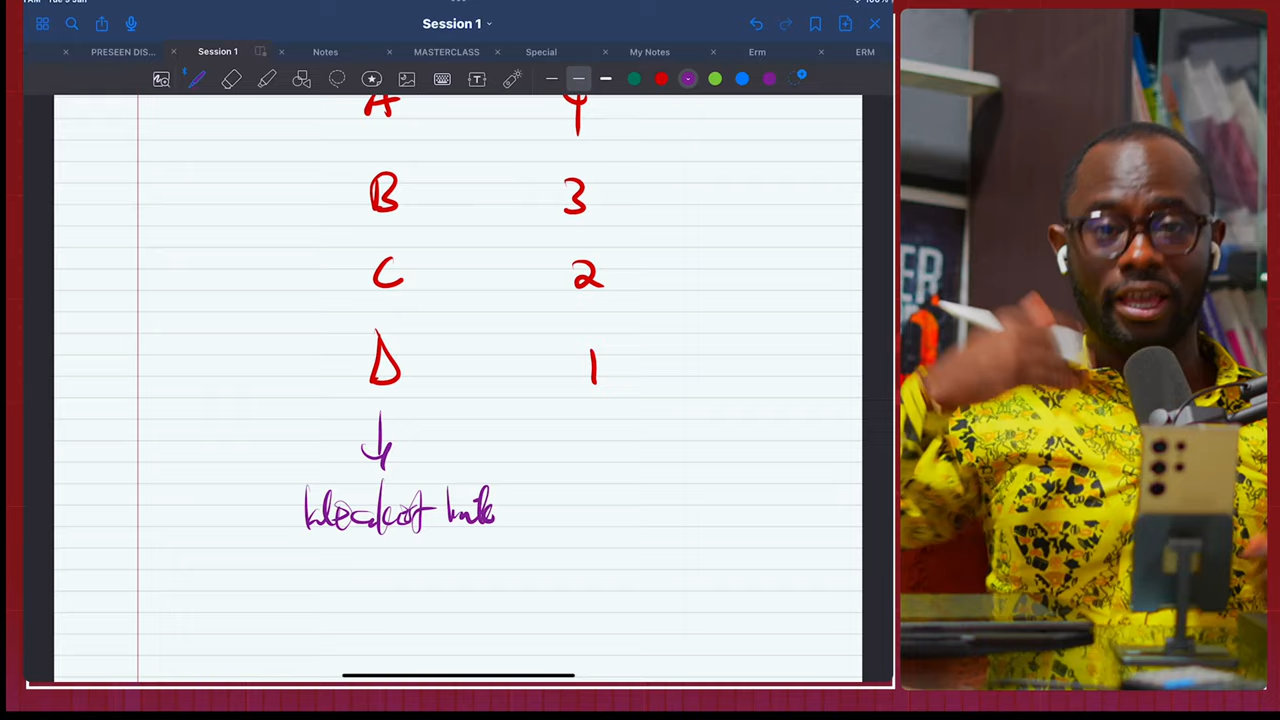 Session 1
PRESEEN DIS...
Session 1
Notes
MASTERCLASS
Special
My Notes
Erm
ERM
T
A 4
B 3
C 2
D 1